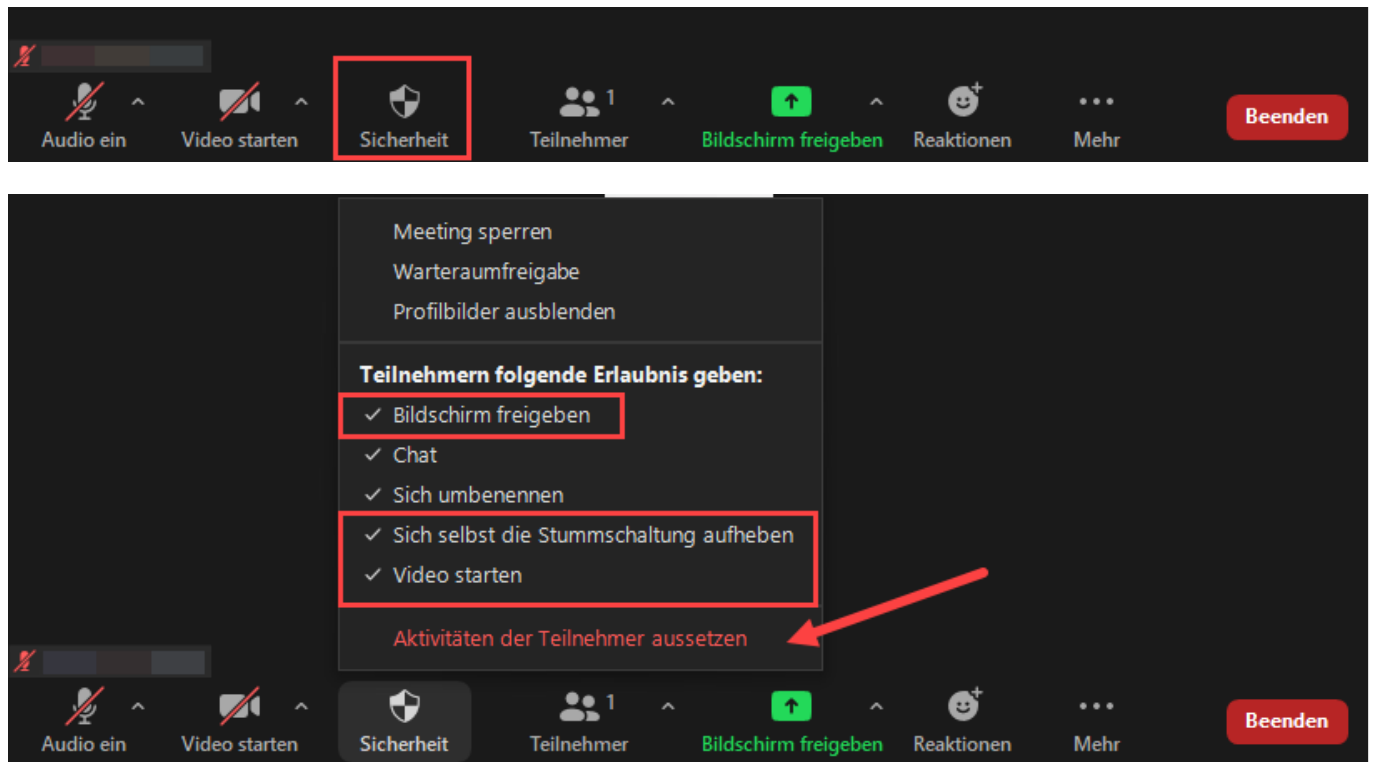 1
Audio ein Video starten Sicherheit Teilnehmer Bildschirm freigeben Reaktionen Mehr Beenden
Meeting sperren
Warteraumfreigabe
Profilbilder ausblenden
Teilnehmern folgende Erlaubnis geben:
Bildschirm freigeben
Chat
Sich umbenennen
Sich selbst die Stummschaltung aufheben
Video starten
Aktivitäten der Teilnehmer aussetzen
1
Audio ein Video starten Sicherheit Teilnehmer Bildschirm freigeben Reaktionen Mehr Beenden